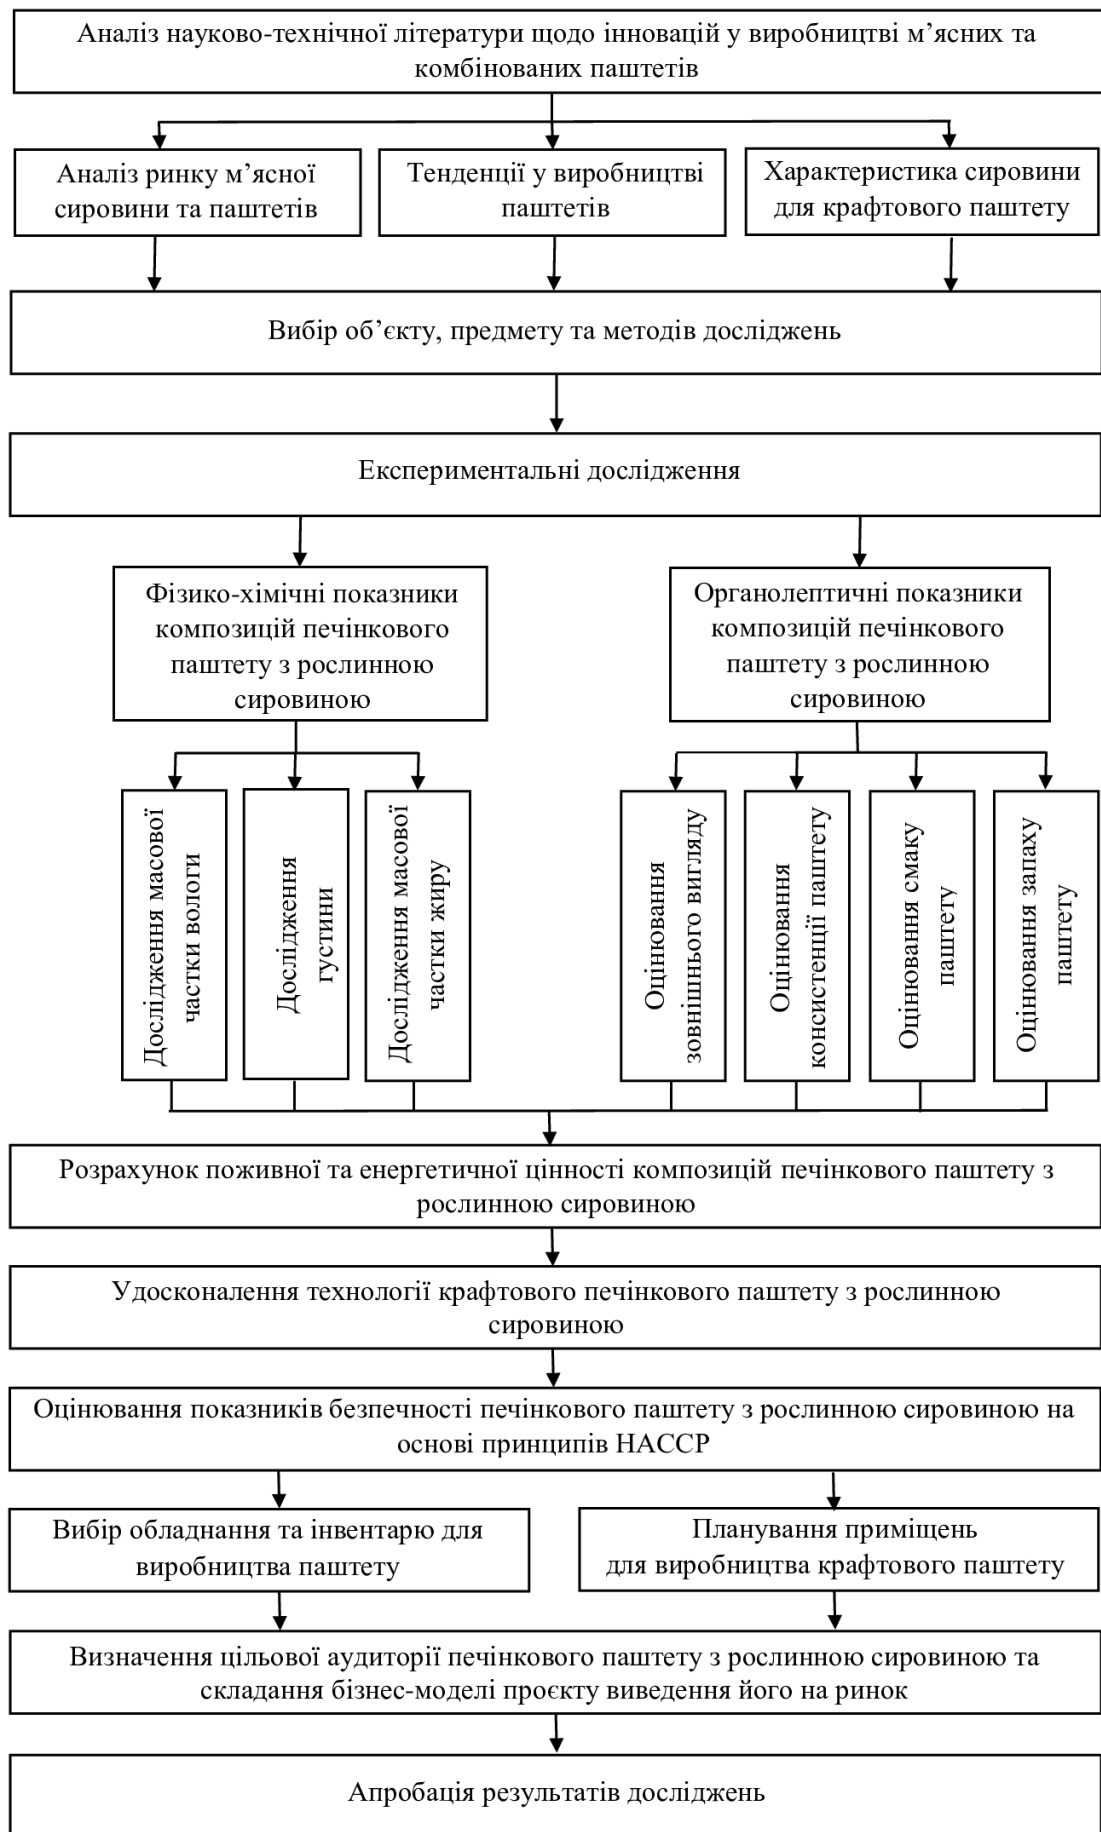 Аналіз науково-технічної літератури щодо інновацій у виробництві м’ясних та
комбінованих паштетів
Аналіз ринку м’ясної
сировини та паштетів
Тенденції у виробництві
паштетів
Характеристика сировини
для крафтового паштету
Вибір об’єкту, предмету та методів досліджень
Експериментальні дослідження
Фізико-хімічні показники
композицій печінкового
паштету з рослинною
сировиною
Органолептичні показники
композицій печінкового
паштету з рослинною
сировиною
Дослідження масової
частки вологи
Дослідження
густини
Дослідження масової
частки жиру
Оцінювання
зовнішнього вигляду
Оцінювання
консистенції паштету
Оцінювання смаку
паштету
Оцінювання запаху
паштету
Розрахунок поживної та енергетичної цінності композицій печінкового паштету з
рослинною сировиною
Удосконалення технології крафтового печінкового паштету з рослинною
сировиною
Оцінювання показників безпечності печінкового паштету з рослинною сировиною на
основі принципів НАССР
Вибір обладнання та інвентарю для
виробництва паштету
Планування приміщень
для виробництва крафтового паштету
Визначення цільової аудиторії печінкового паштету з рослинною сировиною та
складання бізнес-моделі проєкту виведення його на ринок
Апробація результатів досліджень